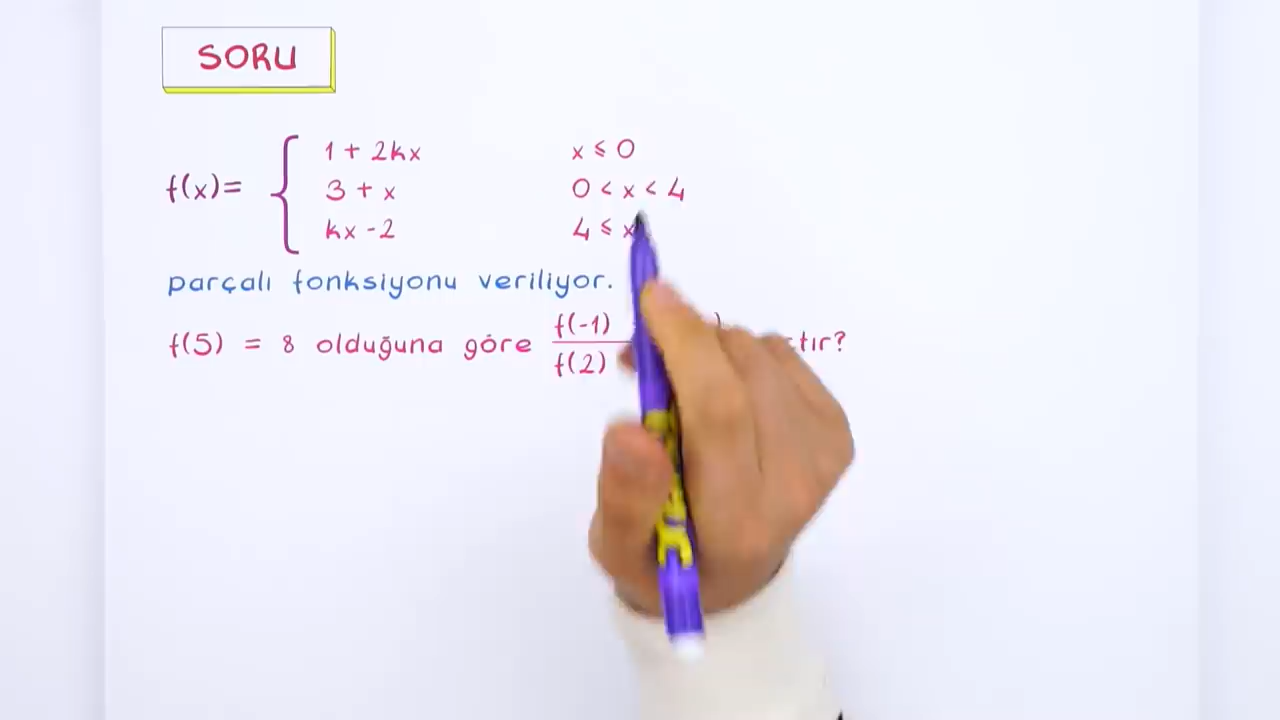 SORU
1 + 2kx x ≤ 0
f(x)= 3 + x 0 < x < 4
kx - 2 4 ≤ x
parçalı fonksiyonu veriliyor.
f(5) = 8 olduğuna göre f(-1)
f(2)